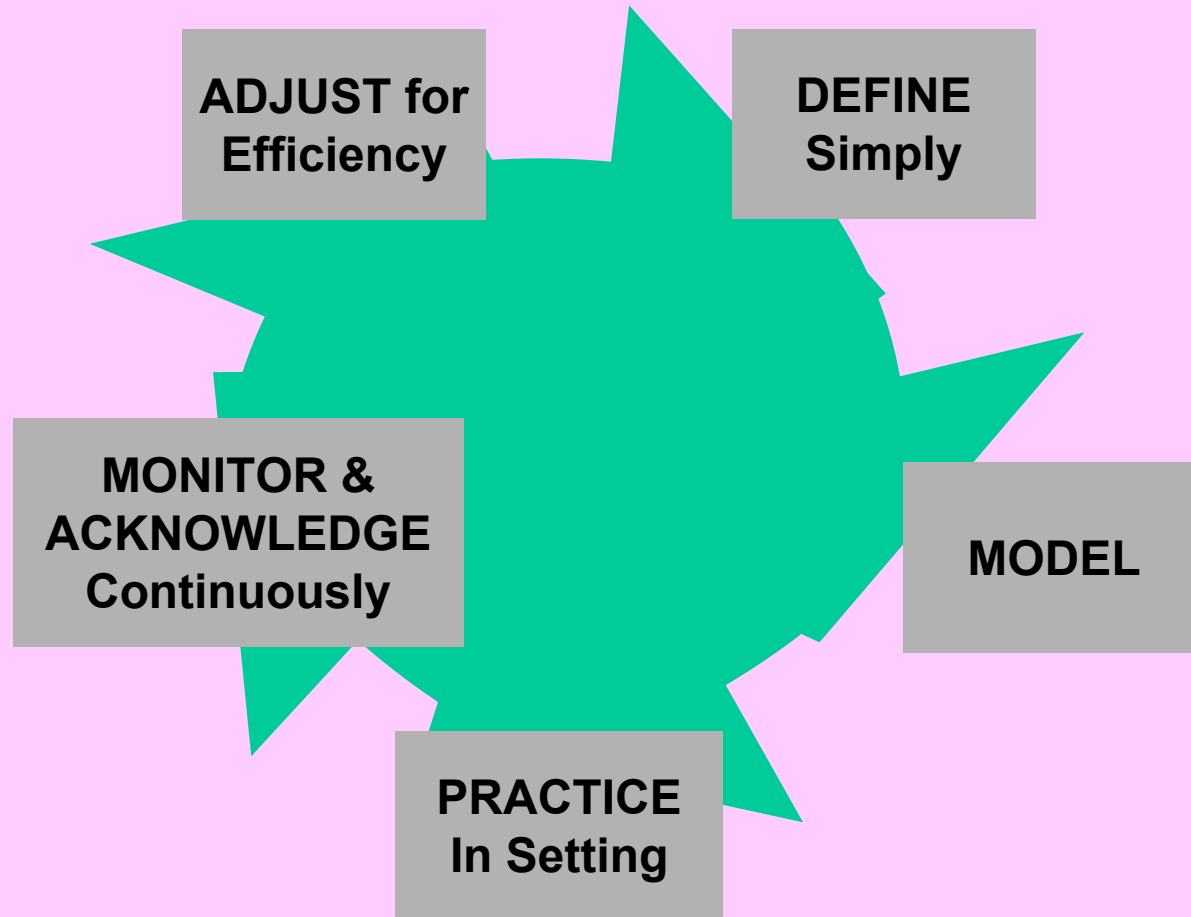 ADJUST for
Efficiency
DEFINE
Simply
MONITOR &
ACKNOWLEDGE
Continuously
MODEL
PRACTICE
In Setting